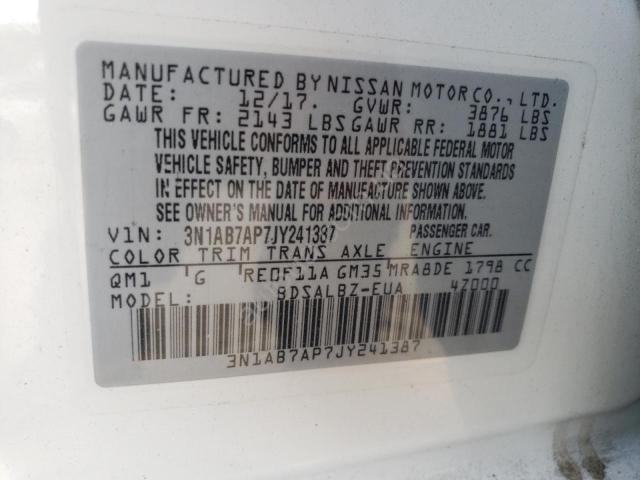 MANUFACTURED BY NISSAN MOTOR CO., LTD.
DATE: 12/17. GVWR: 3876 LBS
GAWR FR: 2143 LBS GAWR RR: 1881 LBS
THIS VEHICLE CONFORMS TO ALL APPLICABLE FEDERAL MOTOR
VEHICLE SAFETY, BUMPER AND THEFT PREVENTION STANDARDS
IN EFFECT ON THE DATE OF MANUFACTURE SHOWN ABOVE.
SEE OWNER'S MANUAL FOR ADDITIONAL INFORMATION.
VIN: 3N1AB7AP7JY241387 PASSENGER CAR.
COLOR TRIM TRANS AXLE ENGINE
QM1 G RE0F11A GM35 MRA8DE 1798 CC
MODEL: BDSALBZ-EUA 47000
3N1AB7AP7JY241387